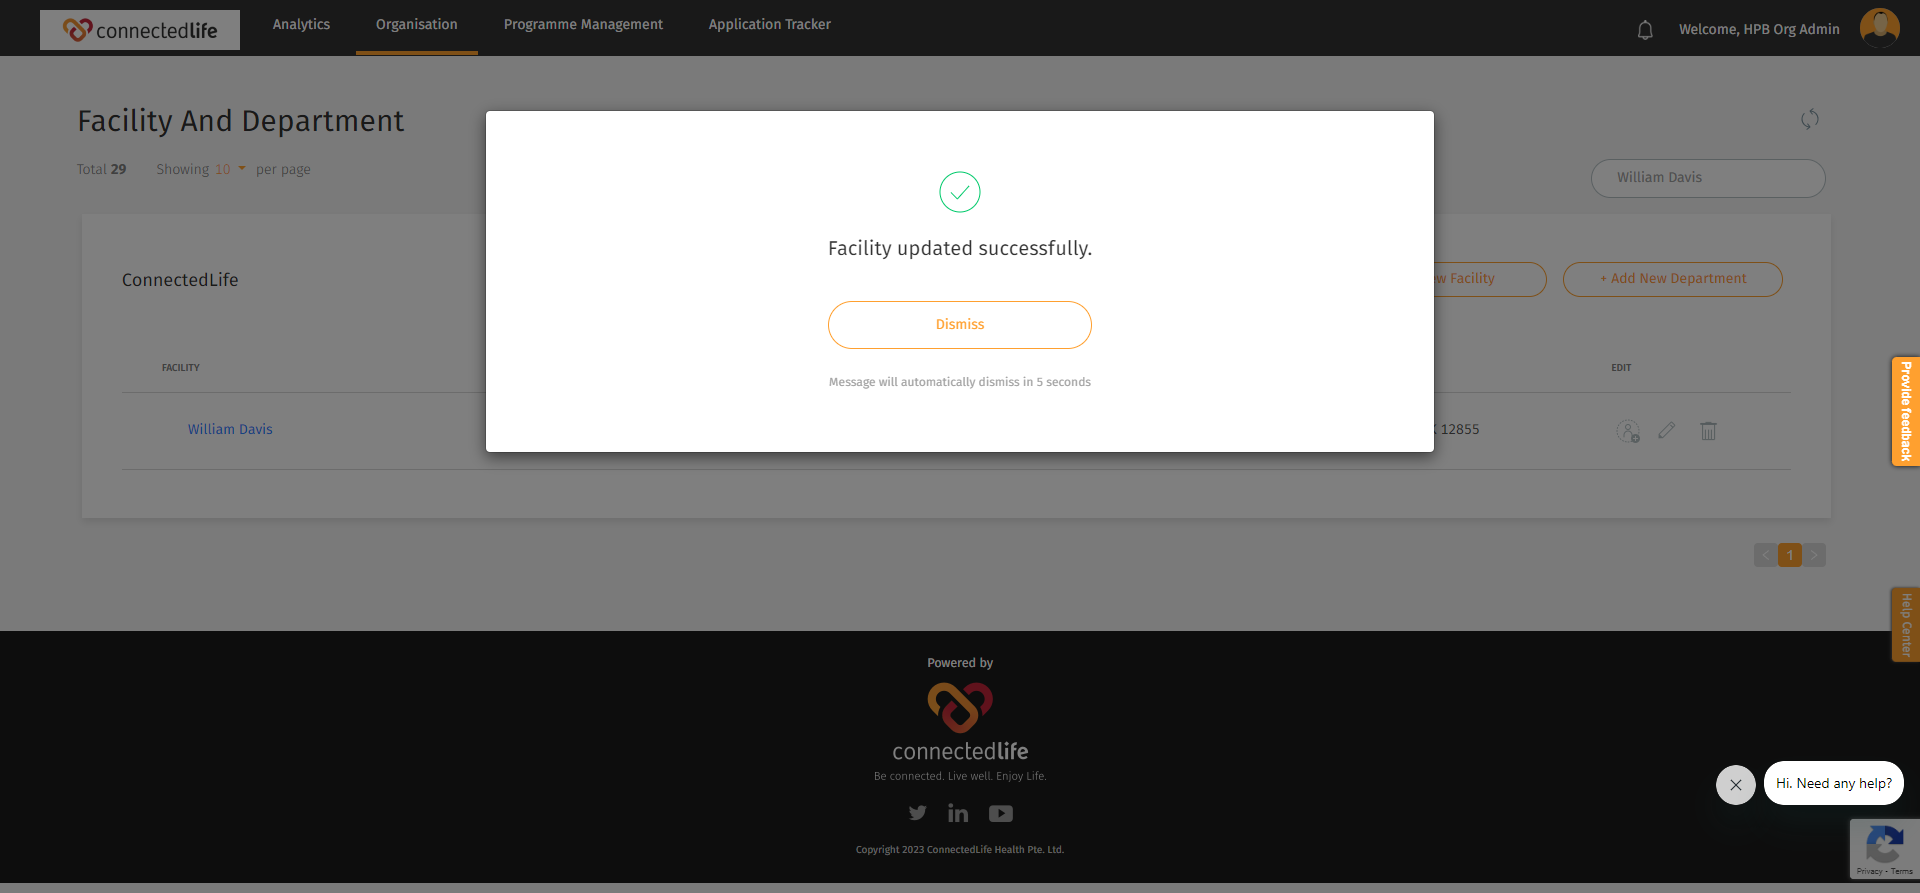 connectedlife
Analytics
Organisation
Programme Management
Application Tracker
Welcome, HPB Org Admin
Facility And Department
Total 29
Showing 10 per page
William Davis
Facility updated successfully.
Dismiss
Message will automatically dismiss in 5 seconds
ConnectedLife
Facility
+ Add New Department
FACILITY
EDIT
William Davis
12855
Provide feedback
< 1 >
Help Center
Powered by
connectedlife
Be connected. Live well. Enjoy Life.
in
Copyright 2023 ConnectedLife Health Pte. Ltd.
Hi. Need any help?
Privacy - Terms